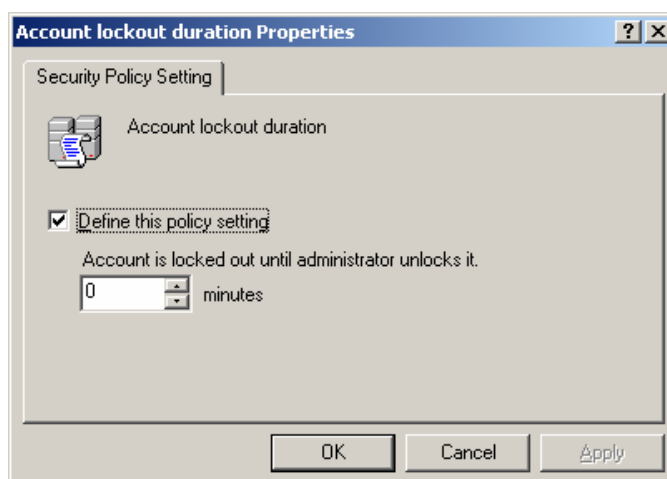 Account lockout duration Properties
Security Policy Setting
Account lockout duration
Define this policy setting
Account is locked out until administrator unlocks it.
0 minutes
OK Cancel Apply